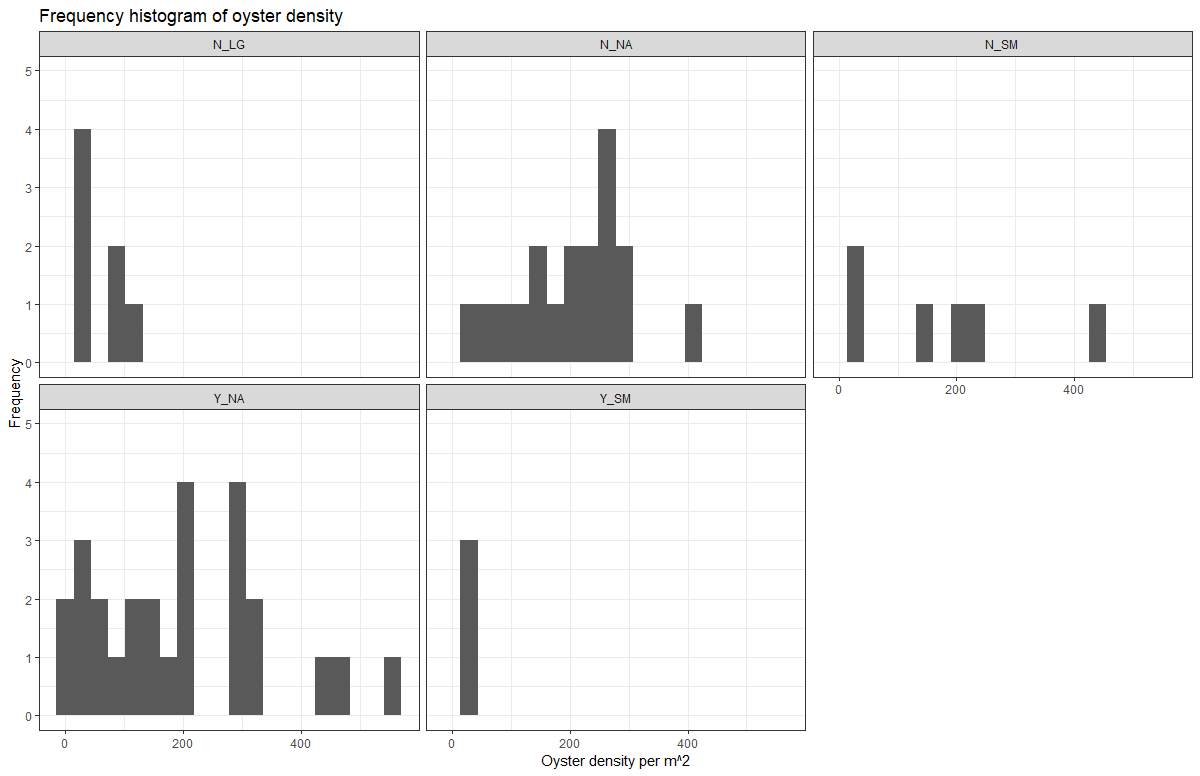 Frequency histogram of oyster density
N_LG
N_NA
N_SM
5
4
3
2
1
0
0 200 400
Y_NA
Y_SM
5
4
3
2
1
0
0 200 400
0 200 400
Frequency
Oyster density per m^2